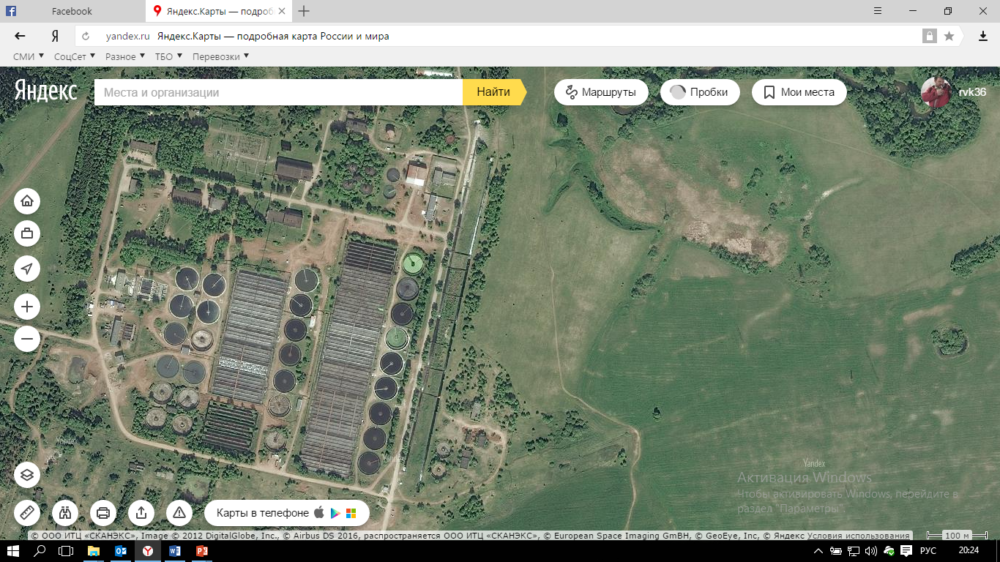 Facebook
Яндекс.Карты — подроб
yandex.ru Яндекс.Карты — подробная карта России и мира
СМИ СоцСет Разное ТБО Перевозки
Яндекс Места и организации Найти Маршруты Пробки Мои места rvk36
Yandex
Yandex
Yandex
Активация Windows
Чтобы активировать Windows, перейдите в
раздел "Параметры".
Карты в телефоне
© ООО ИТЦ «СКАНЭКС», Image © 2012 DigitalGlobe, Inc., © Airbus DS 2016, распространяется ООО ИТЦ «СКАНЭКС», © European Space Imaging GmBH, © GeoEye, Inc, © Яндекс Условия использования 100 м
РУС 20:24